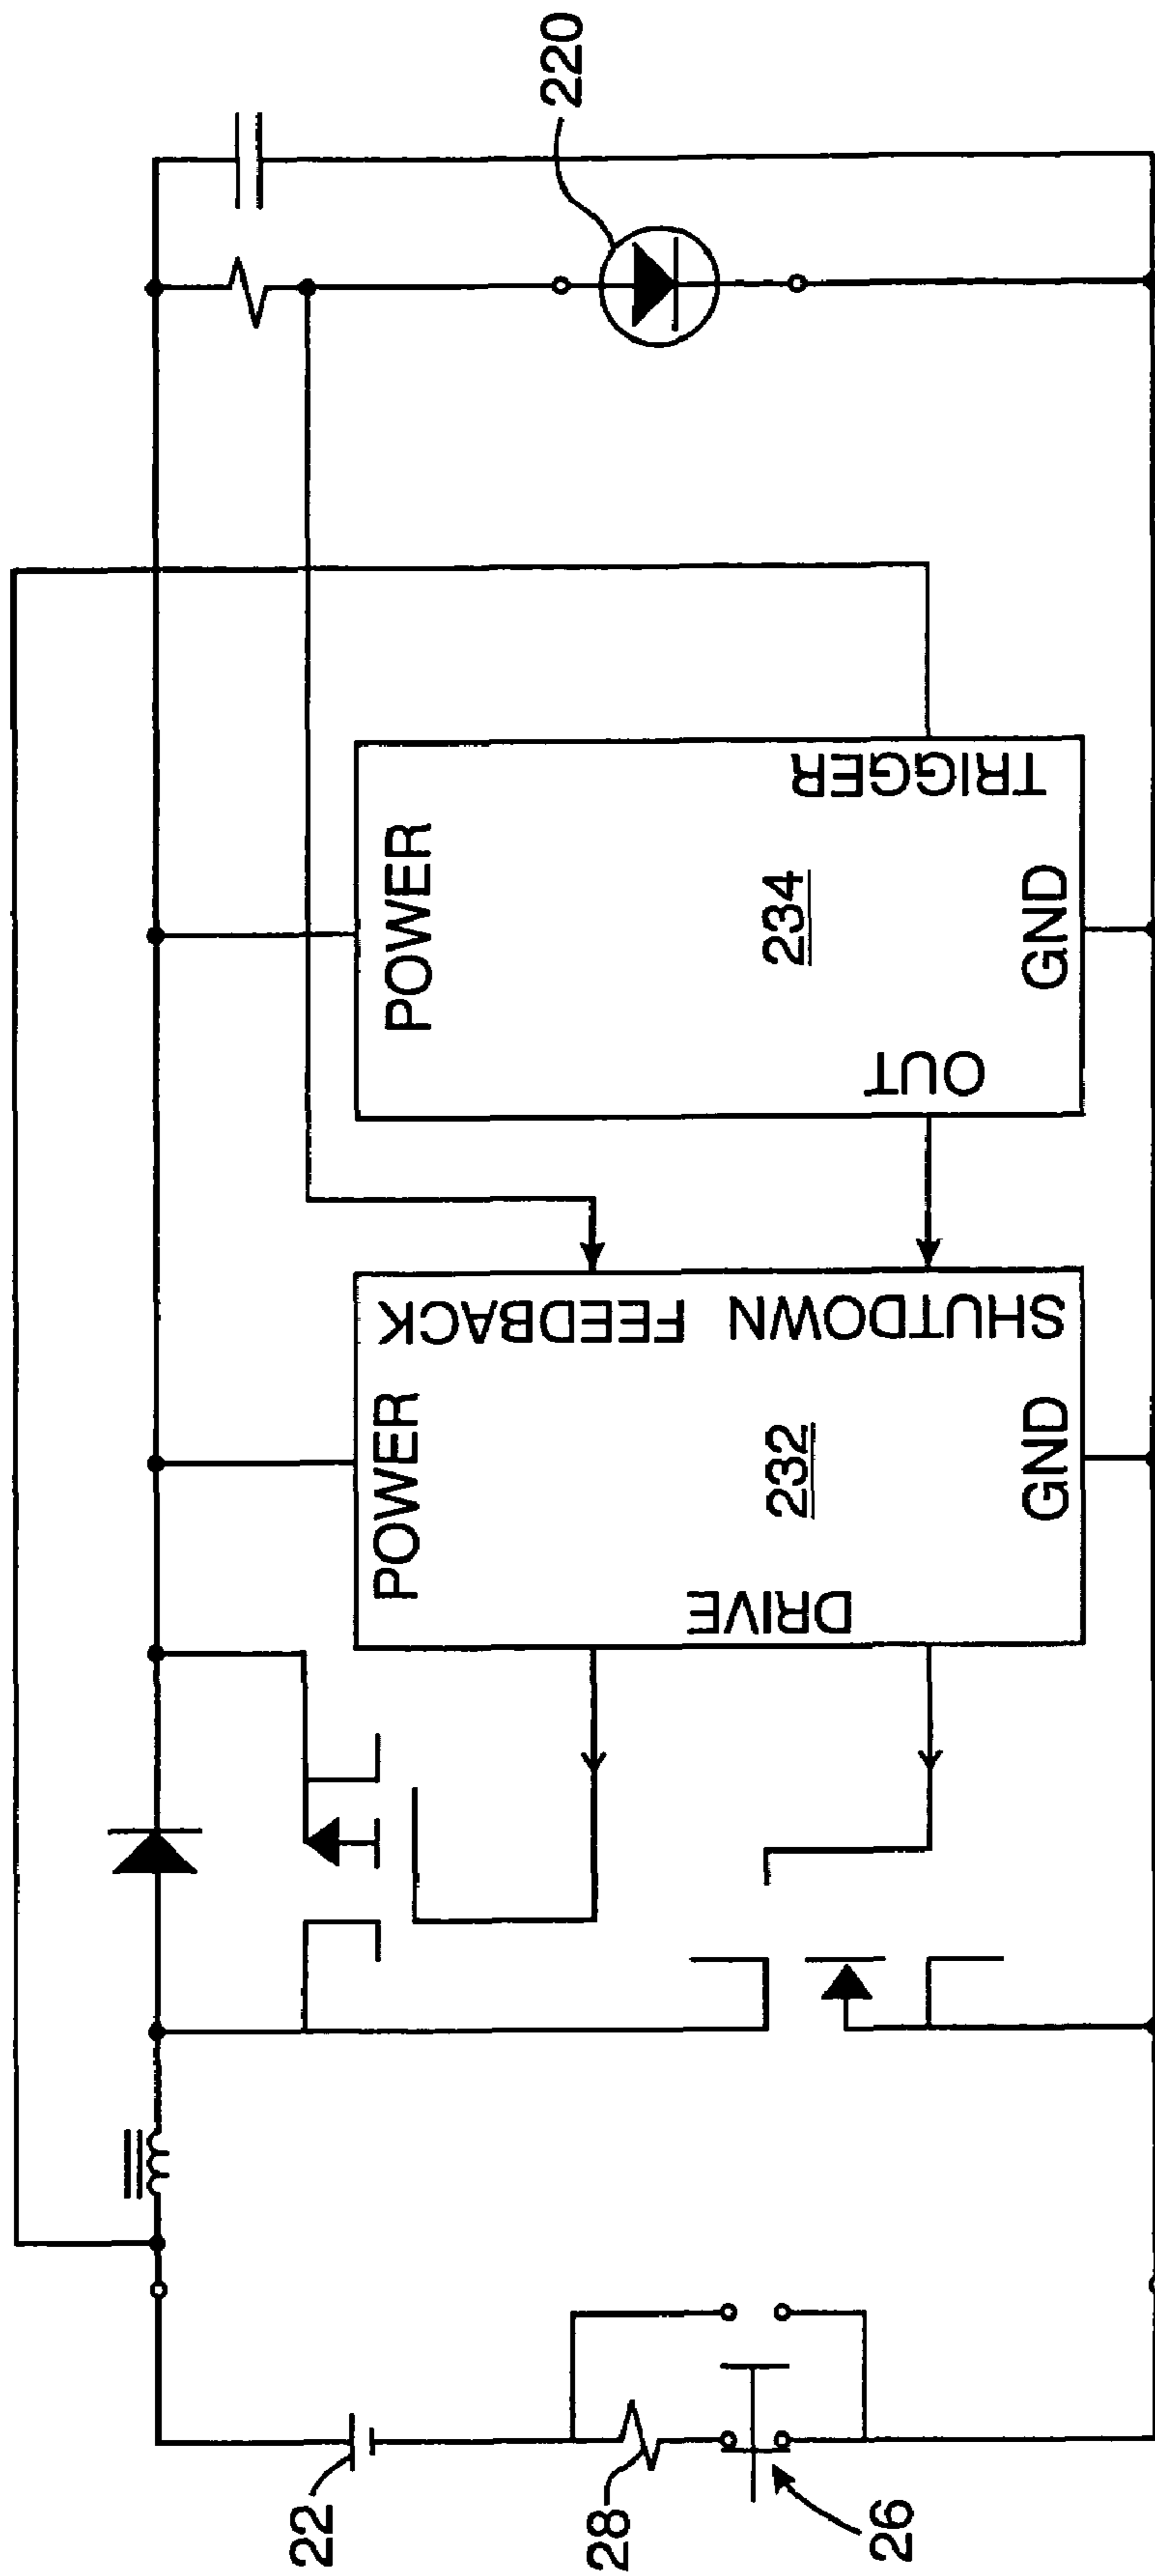 22
28
26
POWER
FEEDBACK
SHUTDOWN
232
DRIVE
GND
POWER
TRIGGER
234
OUT
GND
220